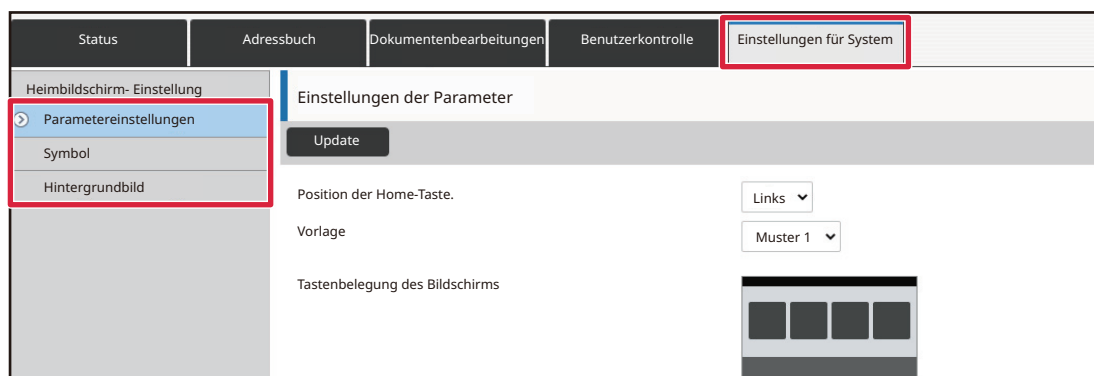 Status
Adressbuch
Dokumentenbearbeitungen
Benutzerkontrolle
Einstellungen für System
Heimbildschirm- Einstellung
Parametereinstellungen
Symbol
Hintergrundbild
Einstellungen der Parameter
Update
Position der Home-Taste.
Links
Vorlage
Muster 1
Tastenbelegung des Bildschirms